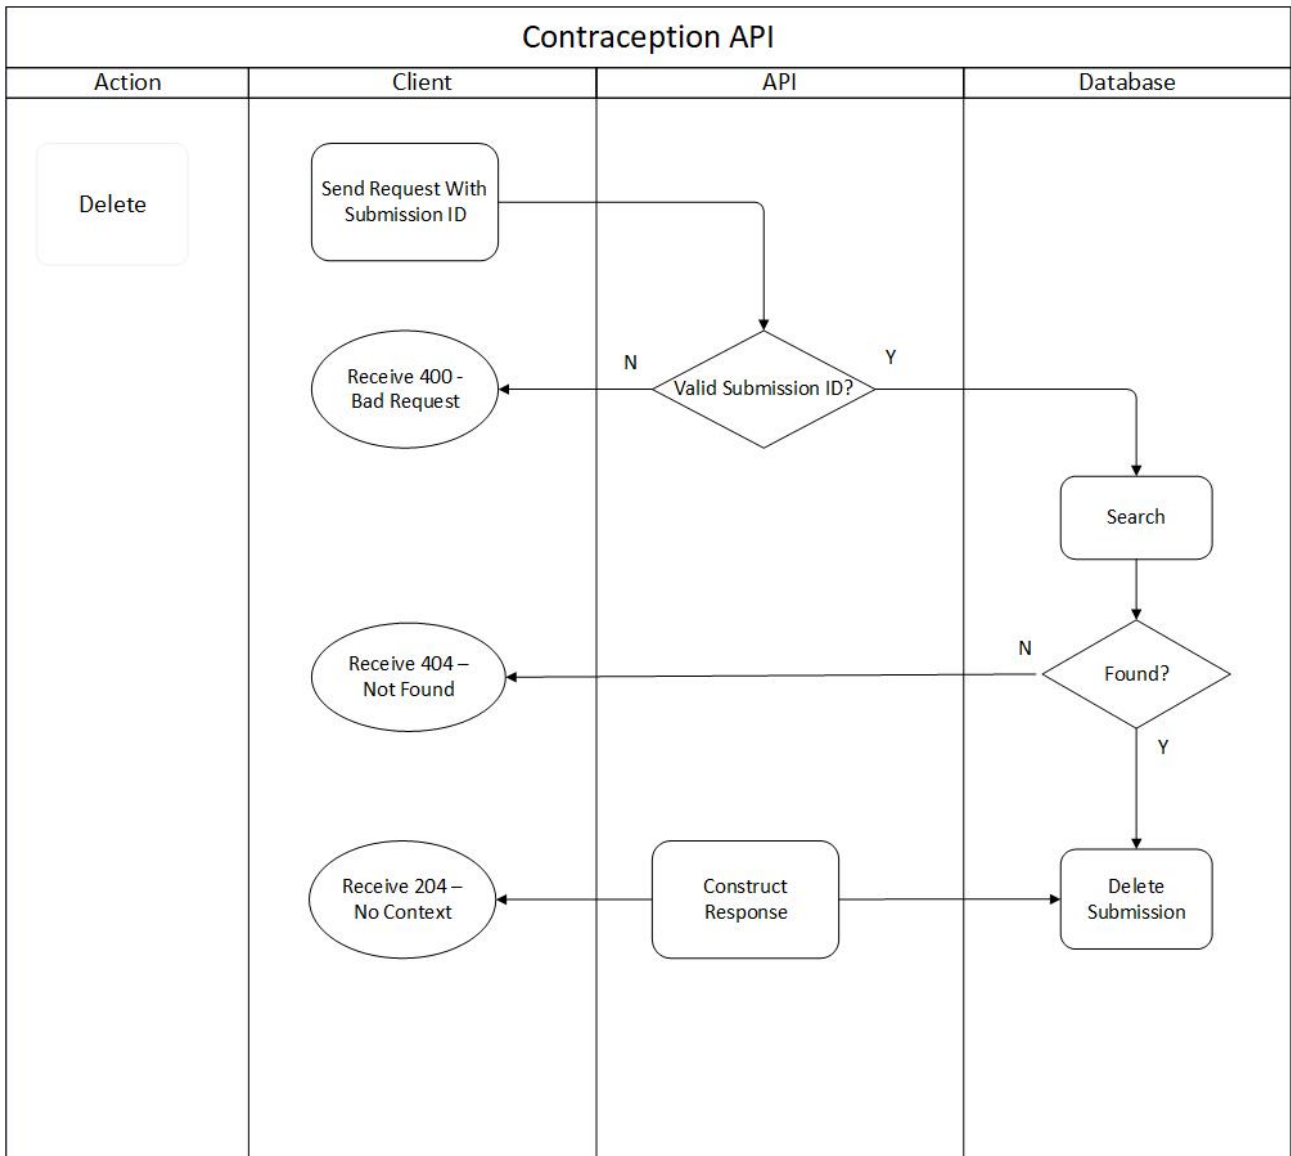 Contraception API
Action
Client
API
Database
Delete
Send Request With
Submission ID
N
Y
Receive 400 -
Bad Request
Valid Submission ID?
Search
N
Receive 404 –
Not Found
Found?
Y
Receive 204 –
No Context
Construct
Response
Delete
Submission